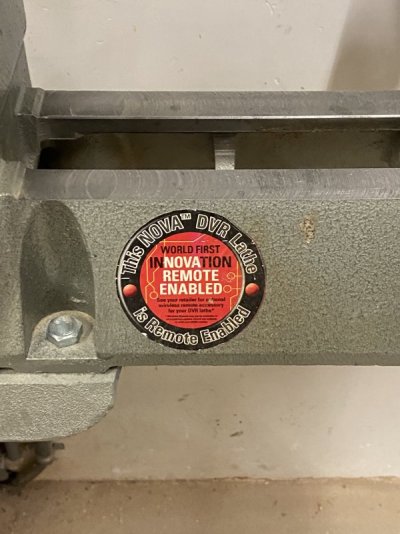 This NOVA™ DVR Lathe
WORLD FIRST
INNOVATION
REMOTE
ENABLED
See your retailer for optional
wireless remote accessory
for your DVR lathe*
is Remote Enabled